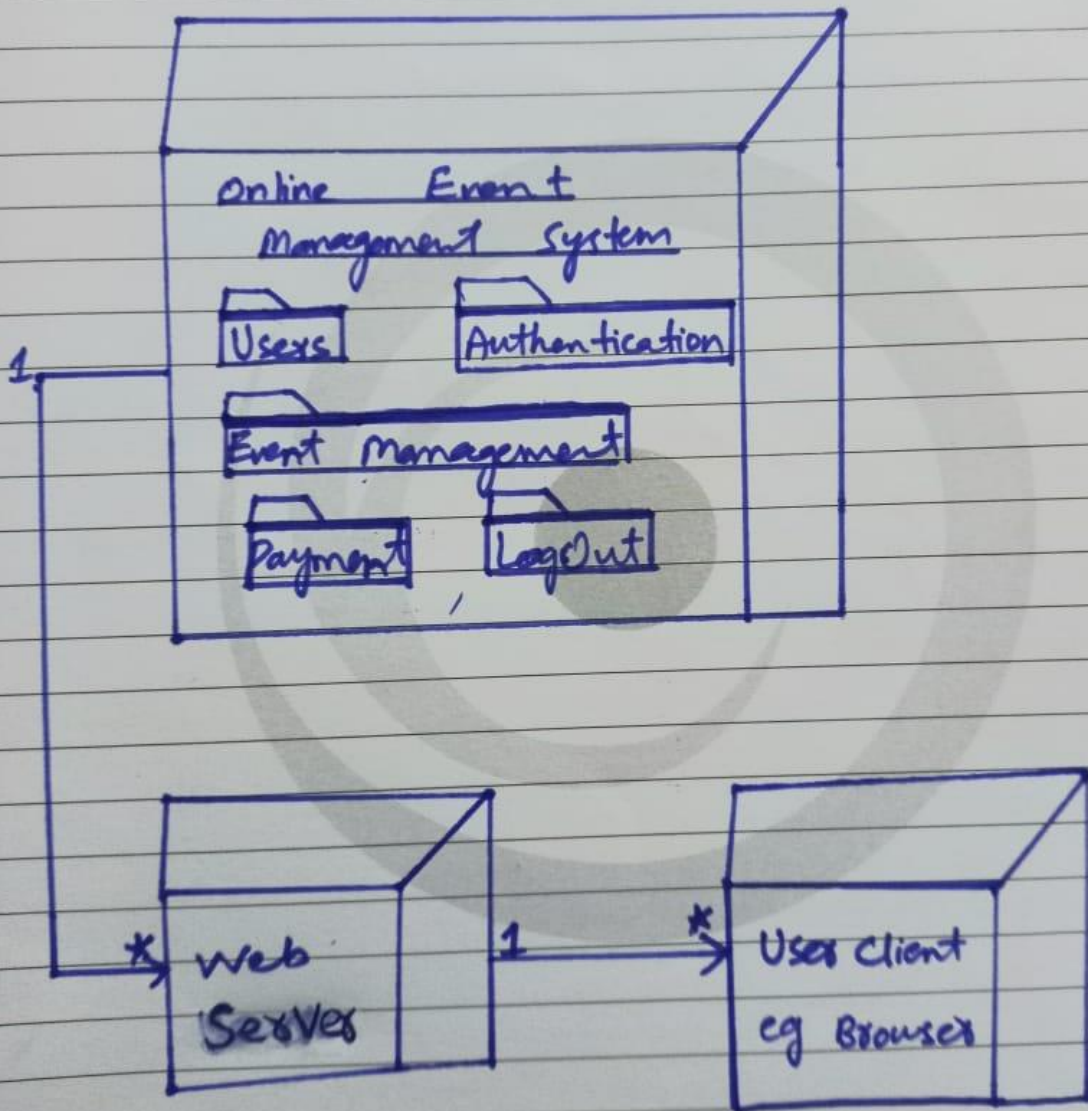 Online Event
Management System
Users
Authentication
1
Event Management
Payment
LogOut
* Web
Server
1
*
User Client
eg Browser